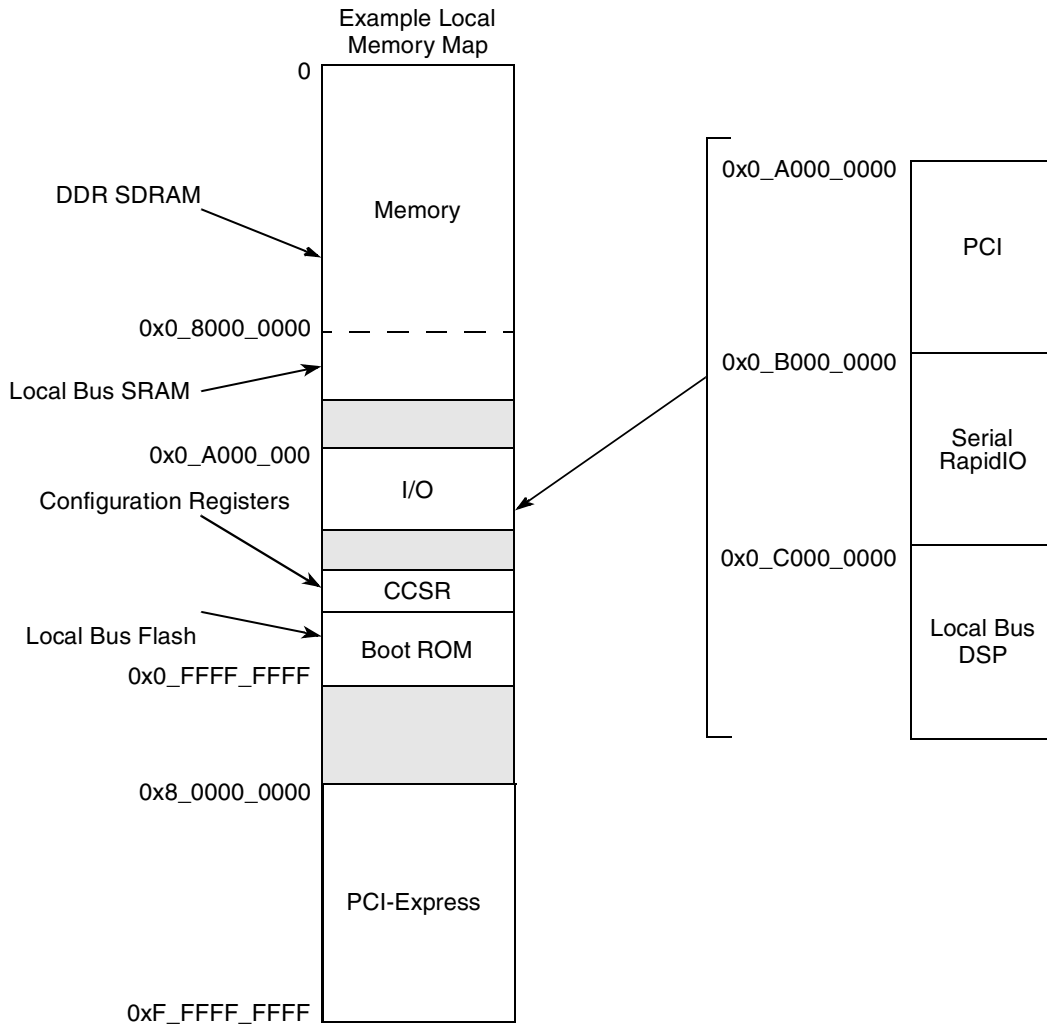 Example Local
Memory Map
0
DDR SDRAM
Memory
0x0_8000_0000
Local Bus SRAM
0x0_A000_000
I/O
Configuration Registers
CCSR
Local Bus Flash
Boot ROM
0x0_FFFF_FFFF
0x8_0000_0000
PCI-Express
0xF_FFFF_FFFF
0x0_A000_0000
PCI
0x0_B000_0000
Serial
RapidIO
0x0_C000_0000
Local Bus
DSP